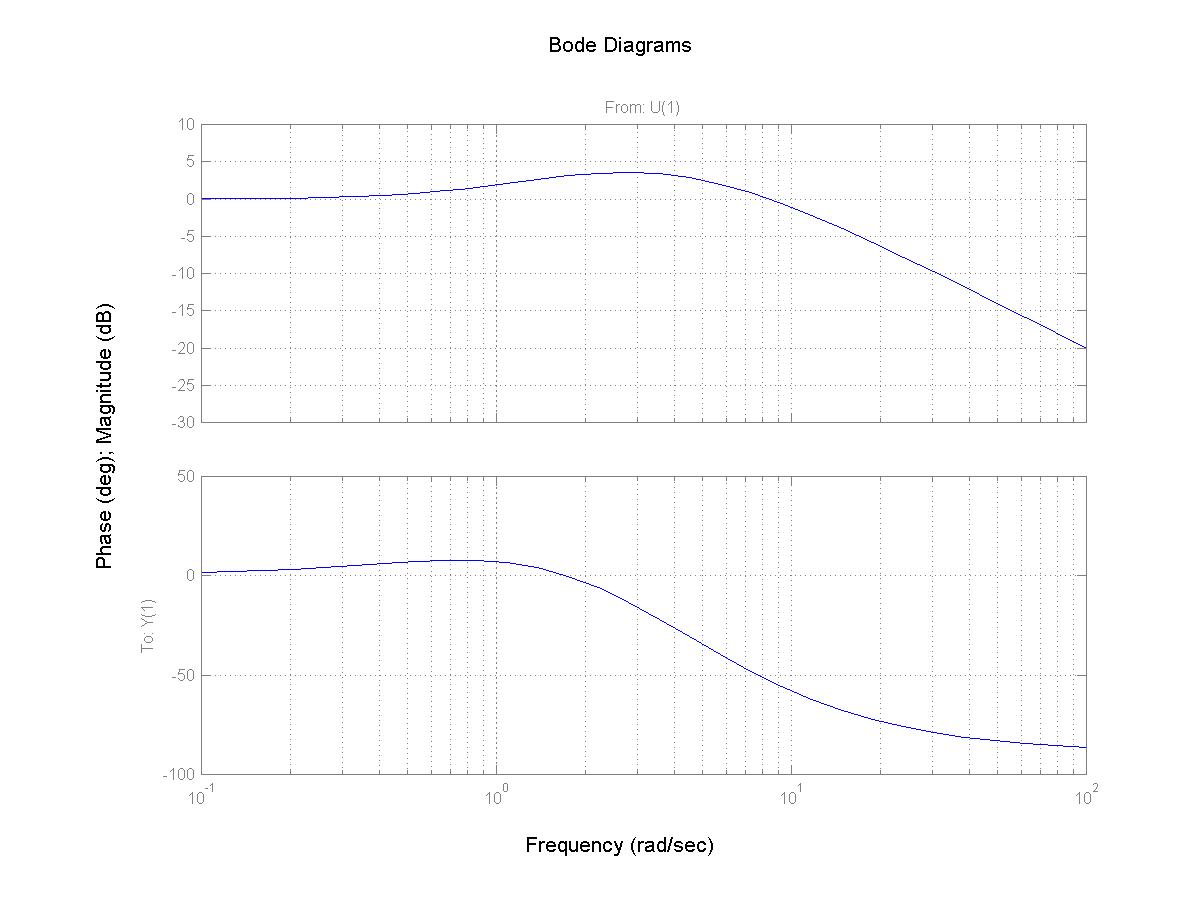 Bode Diagrams
From: U(1)
10
5
0
-5
-10
-15
-20
-25
-30
Phase (deg); Magnitude (dB)
To: Y(1)
50
0
-50
-100
10^-1 10^0 10^1 10^2
Frequency (rad/sec)